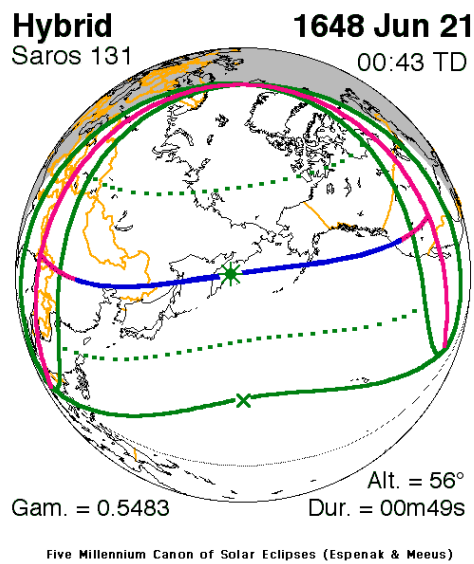 Hybrid
1648 Jun 21
Saros 131
00:43 TD
Alt. = 56°
Gam. = 0.5483
Dur. = 00m49s
Five Millennium Canon of Solar Eclipses (Espenak & Meeus)